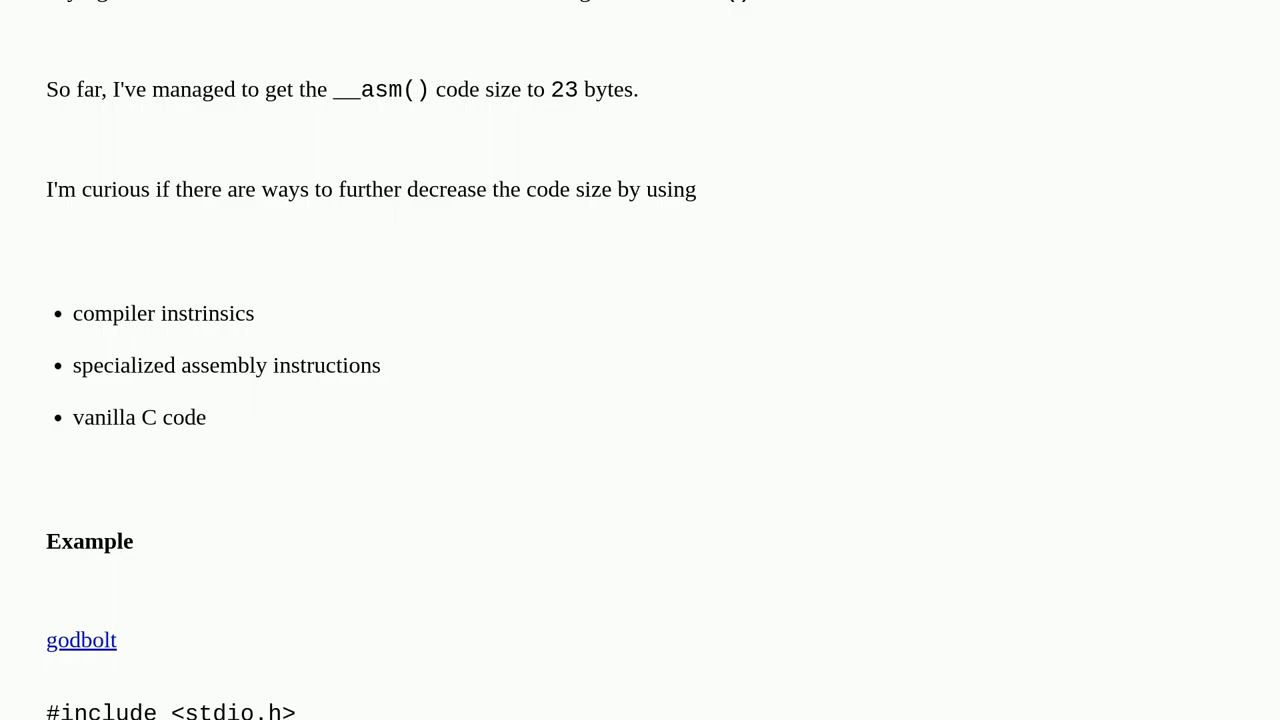 So far, I've managed to get the __asm() code size to 23 bytes.
I'm curious if there are ways to further decrease the code size by using
• compiler instrinsics
• specialized assembly instructions
• vanilla C code
Example
godbolt
#include <stdio.h>